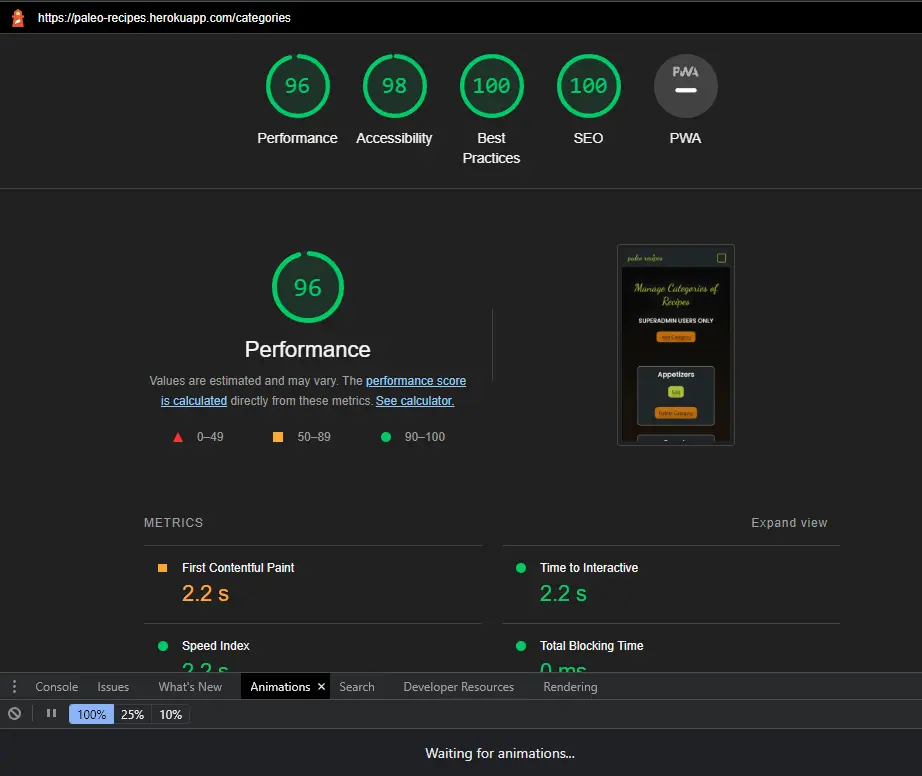 https://paleo-recipes.herokuapp.com/categories
96 98 100 100 PWA
Performance Accessibility Best Practices SEO PWA
96
Performance
Values are estimated and may vary. The performance score
is calculated directly from these metrics. See calculator.
0–49 50–89 90–100
paleo recipes
Manage Categories of
Recipes
SUPERADMIN USERS ONLY
Add Category
Appetizers
Edit
Delete Category
METRICS Expand view
First Contentful Paint Time to Interactive
2.2 s 2.2 s
Speed Index Total Blocking Time
2.2 s 0 ms
Console Issues What's New Animations × Search Developer Resources Rendering
100% 25% 10%
Waiting for animations...